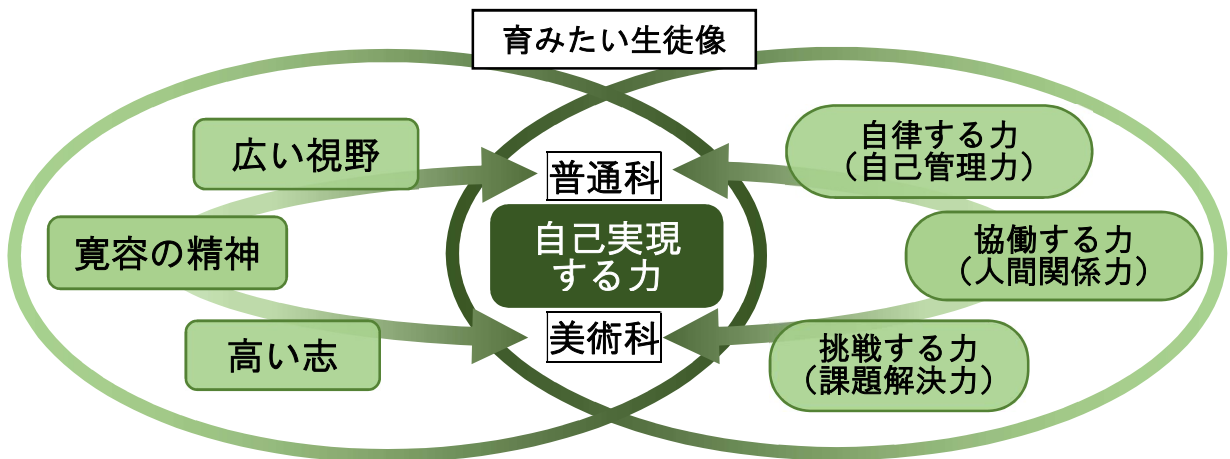 育みたい生徒像
広い視野
寛容の精神
高い志
普通科
自己実現
する力
美術科
自律する力
（自己管理力）
協働する力
（人間関係力）
挑戦する力
（課題解決力）